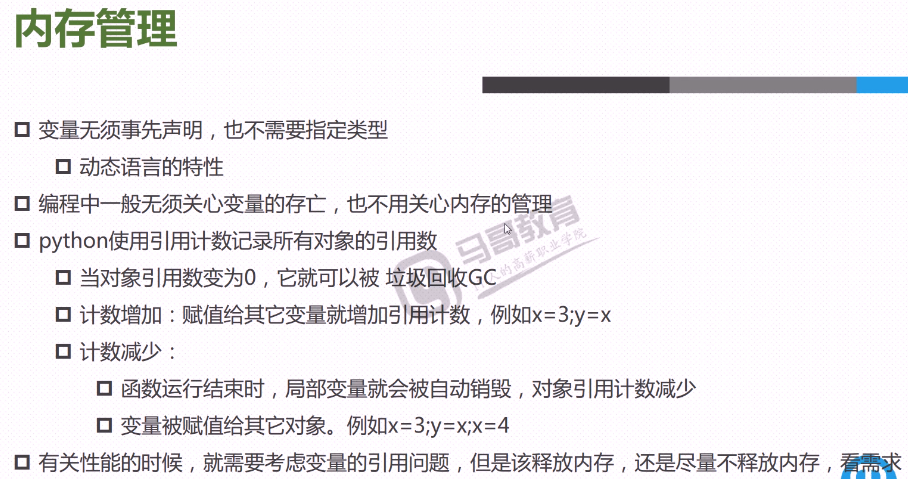 内存管理
变量无须事先声明，也不需要指定类型
动态语言的特性
编程中一般无须关心变量的存亡，也不用关心内存的管理
python使用引用计数记录所有对象的引用数
当对象引用数变为0，它就可以被 垃圾回收GC
计数增加：赋值给其它变量就增加引用计数，例如x=3;y=x
计数减少：
函数运行结束时，局部变量就会被自动销毁，对象引用计数减少
变量被赋值给其它对象。例如x=3;y=x;x=4
有关性能的时候，就需要考虑变量的引用问题，但是该释放内存，还是尽量不释放内存，看需求
马哥教育
人的高薪职业学院